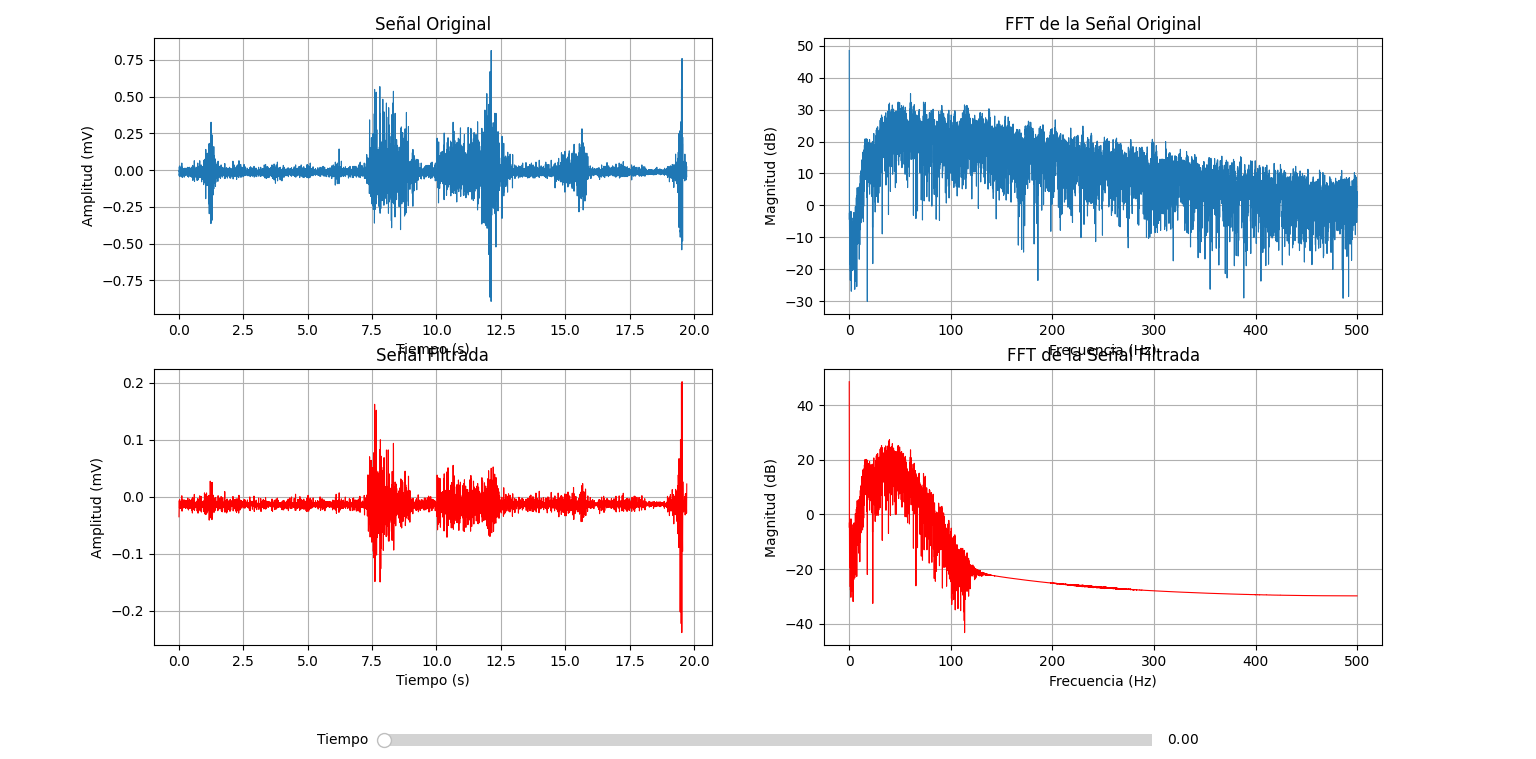 Señal Original
Amplitud (mV)
0.75
0.50
0.25
0.00
−0.25
−0.50
−0.75
0.0 2.5 5.0 7.5 10.0 12.5 15.0 17.5 20.0
Tiempo (s)
FFT de la Señal Original
Magnitud (dB)
50
40
30
20
10
0
−10
−20
−30
0 100 200 300 400 500
Frecuencia (Hz)
Señal Filtrada
Amplitud (mV)
0.2
0.1
0.0
−0.1
−0.2
0.0 2.5 5.0 7.5 10.0 12.5 15.0 17.5 20.0
Tiempo (s)
FFT de la Señal Filtrada
Magnitud (dB)
40
20
0
−20
−40
0 100 200 300 400 500
Frecuencia (Hz)
Tiempo 0.00